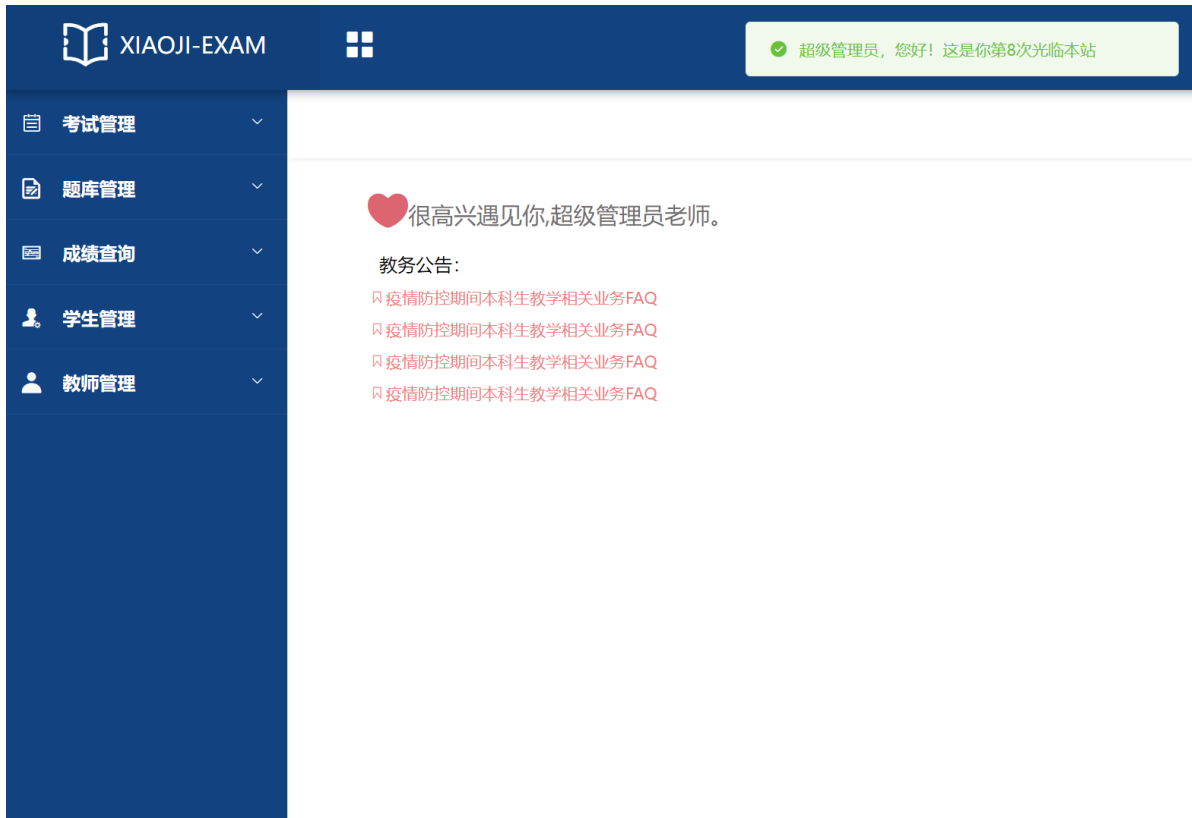 XIAOJI-EXAM
超级管理员，您好！这是你第8次光临本站
考试管理
题库管理
成绩查询
学生管理
教师管理
很高兴遇见你,超级管理员老师。
教务公告：
疫情防控期间本科生教学相关业务FAQ
疫情防控期间本科生教学相关业务FAQ
疫情防控期间本科生教学相关业务FAQ
疫情防控期间本科生教学相关业务FAQ